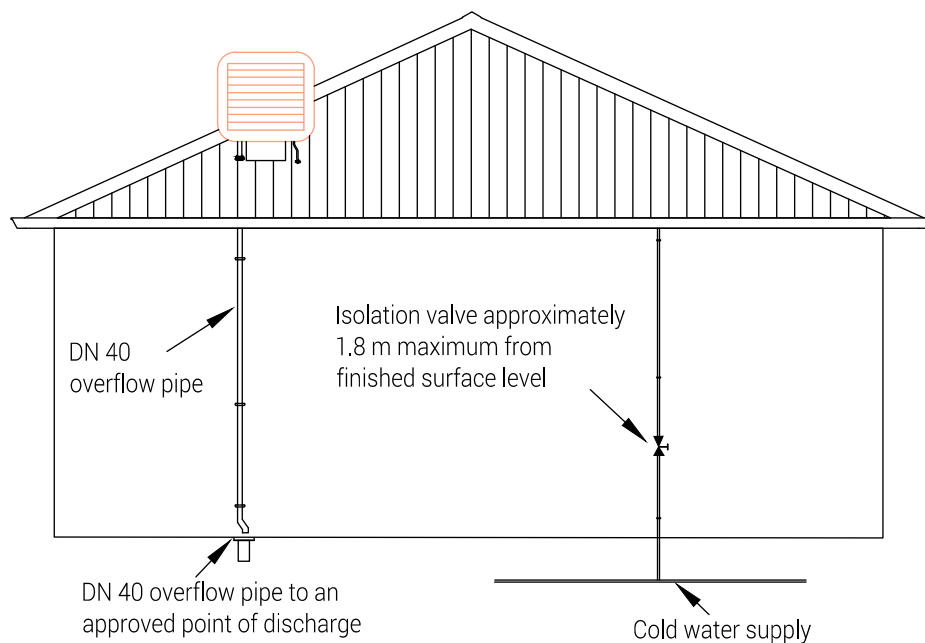 DN 40
overflow pipe
Isolation valve approximately
1.8 m maximum from
finished surface level
DN 40 overflow pipe to an
approved point of discharge
Cold water supply